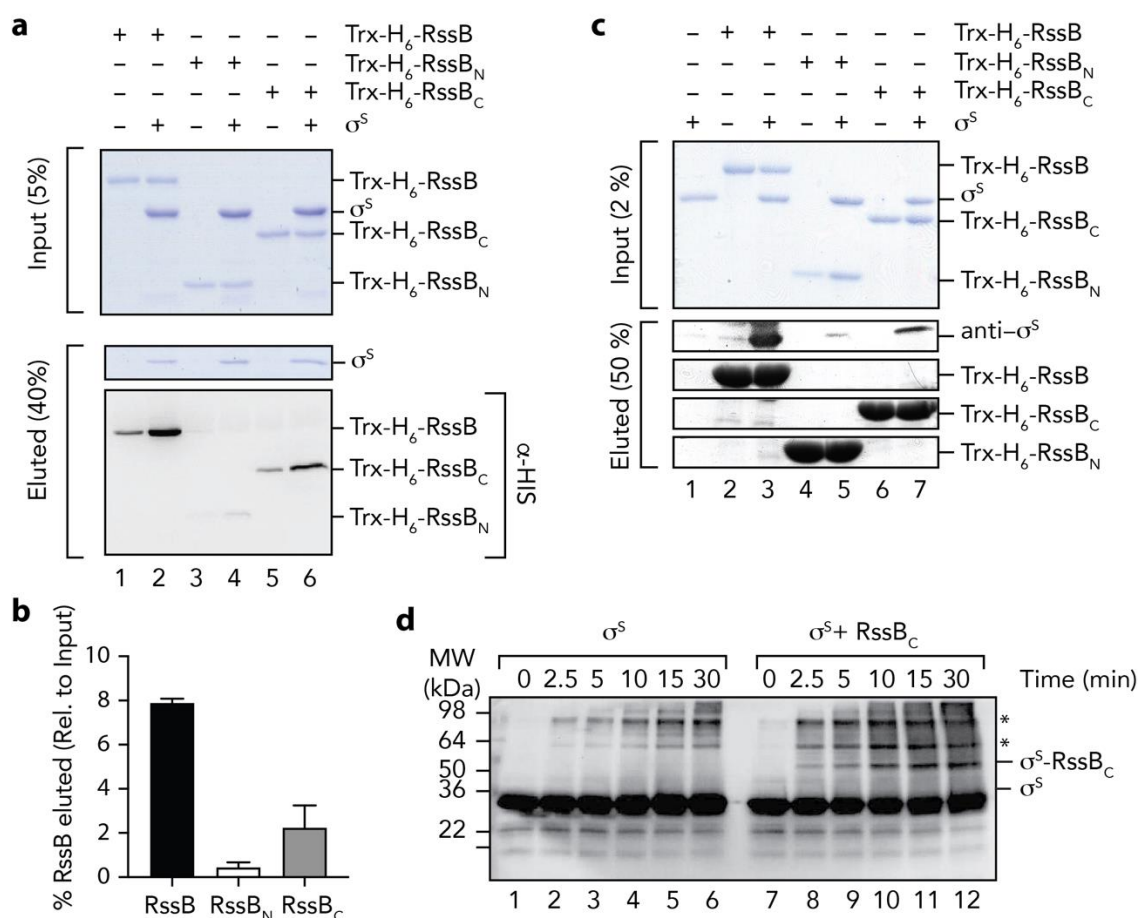 a
+ + – – – – Trx-H6-RssB
– – + + – – Trx-H6-RssBN
– – – – + + Trx-H6-RssBC
– + – + – + σS
Input (5%)
Trx-H6-RssB
σS
Trx-H6-RssBC
Trx-H6-RssBN
Eluted (40%)
σS
Trx-H6-RssB
Trx-H6-RssBC
Trx-H6-RssBN
α-HIS
1 2 3 4 5 6
b
% RssB eluted (Rel. to Input)
10
8
6
4
2
0
RssB RssBN RssBC
c
– + + – – – – Trx-H6-RssB
– – – + + – – Trx-H6-RssBN
– – – – – + + Trx-H6-RssBC
+ – + – + – + σS
Input (2 %)
Trx-H6-RssB
σS
Trx-H6-RssBC
Trx-H6-RssBN
Eluted (50 %)
anti–σS
Trx-H6-RssB
Trx-H6-RssBC
Trx-H6-RssBN
1 2 3 4 5 6 7
d
σS σS+ RssBC
MW
(kDa)
0 2.5 5 10 15 30 0 2.5 5 10 15 30 Time (min)
98
64
50
36
22
*
*
σS-RssBC
σS
1 2 3 4 5 6 7 8 9 10 11 12